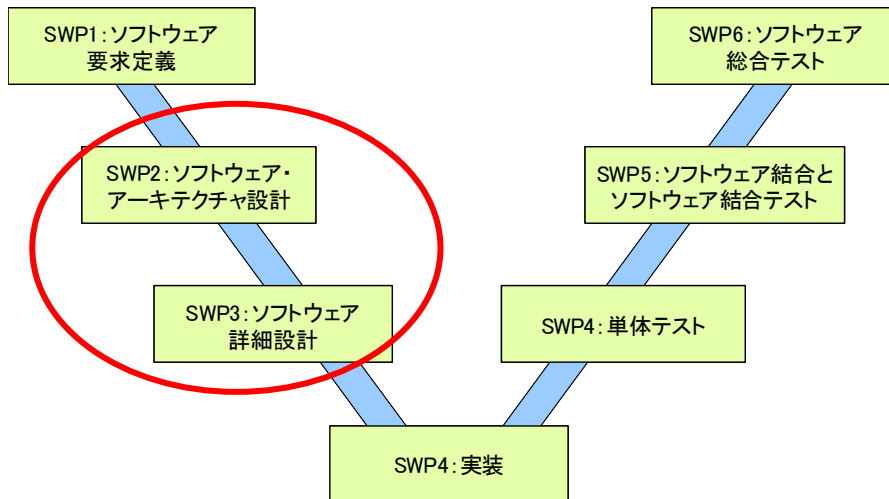 SWP1：ソフトウェア
要求定義
SWP6：ソフトウェア
総合テスト
SWP2：ソフトウェア・
アーキテクチャ設計
SWP5：ソフトウェア結合と
ソフトウェア結合テスト
SWP3：ソフトウェア
詳細設計
SWP4：単体テスト
SWP4：実装